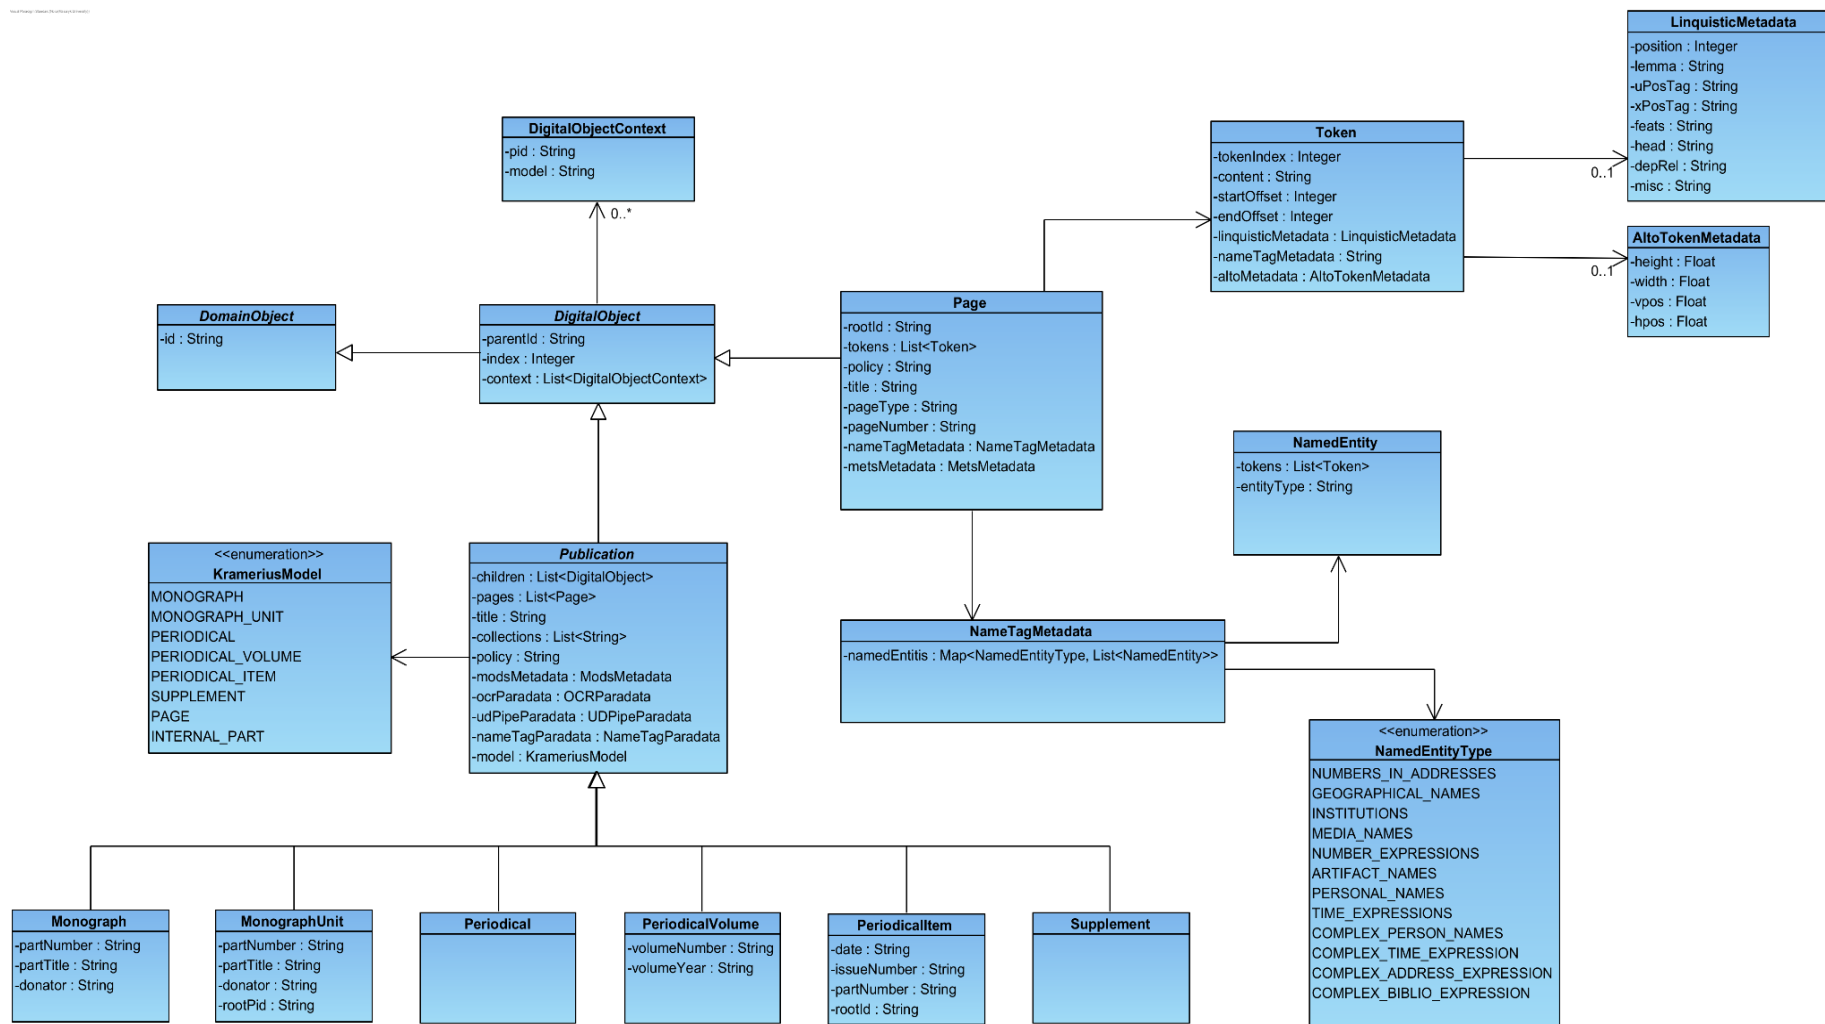 LinquisticMetadata
-position : Integer
-lemma : String
-uPosTag : String
-xPosTag : String
-feats : String
-head : String
-depRel : String
-misc : String
DigitalObjectContext
-pid : String
-model : String
0..*
Token
-tokenIndex : Integer
-content : String
-startOffset : Integer
-endOffset : Integer
-linquisticMetadata : LinquisticMetadata
-nameTagMetadata : String
-altoMetadata : AltoTokenMetadata
0..1
0..1
AltoTokenMetadata
-height : Float
-width : Float
-vpos : Float
-hpos : Float
DomainObject
-id : String
DigitalObject
-parentId : String
-index : Integer
-context : List<DigitalObjectContext>
Page
-rootId : String
-tokens : List<Token>
-policy : String
-title : String
-pageType : String
-pageNumber : String
-nameTagMetadata : NameTagMetadata
-metsMetadata : MetsMetadata
NamedEntity
-tokens : List<Token>
-entityType : String
<<enumeration>>
KrameriusModel
MONOGRAPH
MONOGRAPH_UNIT
PERIODICAL
PERIODICAL_VOLUME
PERIODICAL_ITEM
SUPPLEMENT
PAGE
INTERNAL_PART
Publication
-children : List<DigitalObject>
-pages : List<Page>
-title : String
-collections : List<String>
-policy : String
-modsMetadata : ModsMetadata
-ocrParadata : OCRParadata
-udPipeParadata : UDPipeParadata
-nameTagParadata : NameTagParadata
-model : KrameriusModel
NameTagMetadata
-namedEntitis : Map<NamedEntityType, List<NamedEntity>>
<<enumeration>>
NamedEntityType
NUMBERS_IN_ADDRESSES
GEOGRAPHICAL_NAMES
INSTITUTIONS
MEDIA_NAMES
NUMBER_EXPRESSIONS
ARTIFACT_NAMES
PERSONAL_NAMES
TIME_EXPRESSIONS
COMPLEX_PERSON_NAMES
COMPLEX_TIME_EXPRESSION
COMPLEX_ADDRESS_EXPRESSION
COMPLEX_BIBLIO_EXPRESSION
Monograph
-partNumber : String
-partTitle : String
-donator : String
MonographUnit
-partNumber : String
-partTitle : String
-donator : String
-rootPid : String
Periodical
PeriodicalVolume
-volumeNumber : String
-volumeYear : String
PeriodicalItem
-date : String
-issueNumber : String
-partNumber : String
-rootId : String
Supplement